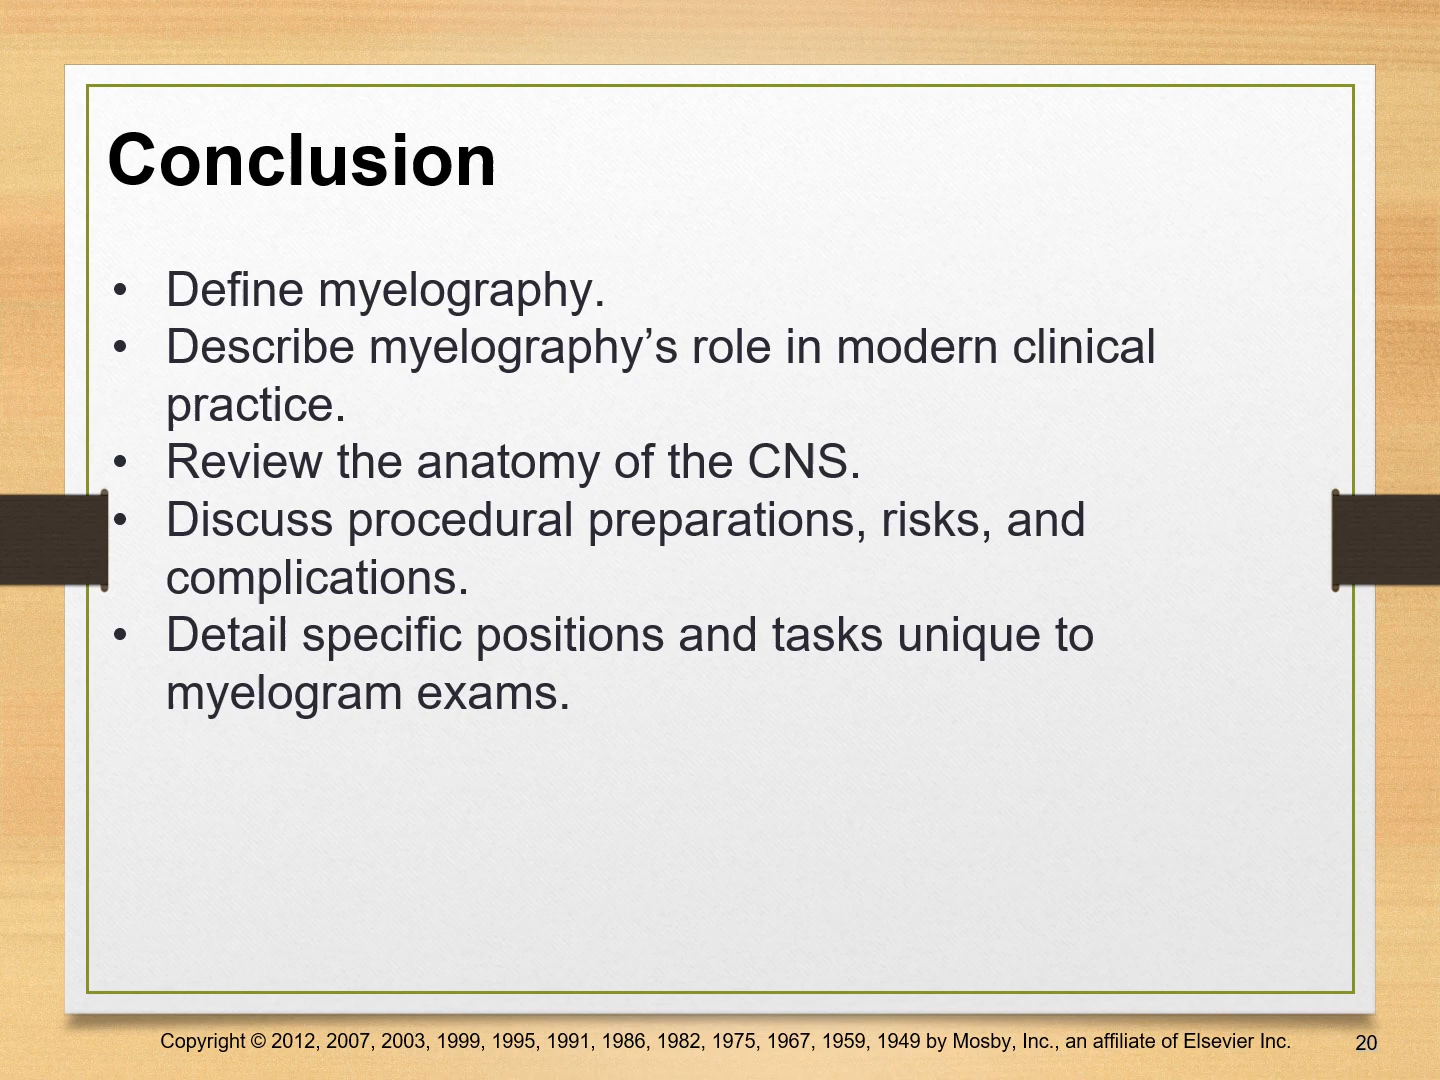 Conclusion
• Define myelography.
• Describe myelography’s role in modern clinical
practice.
• Review the anatomy of the CNS.
• Discuss procedural preparations, risks, and
complications.
• Detail specific positions and tasks unique to
myelogram exams.
Copyright © 2012, 2007, 2003, 1999, 1995, 1991, 1986, 1982, 1975, 1967, 1959, 1949 by Mosby, Inc., an affiliate of Elsevier Inc.
20